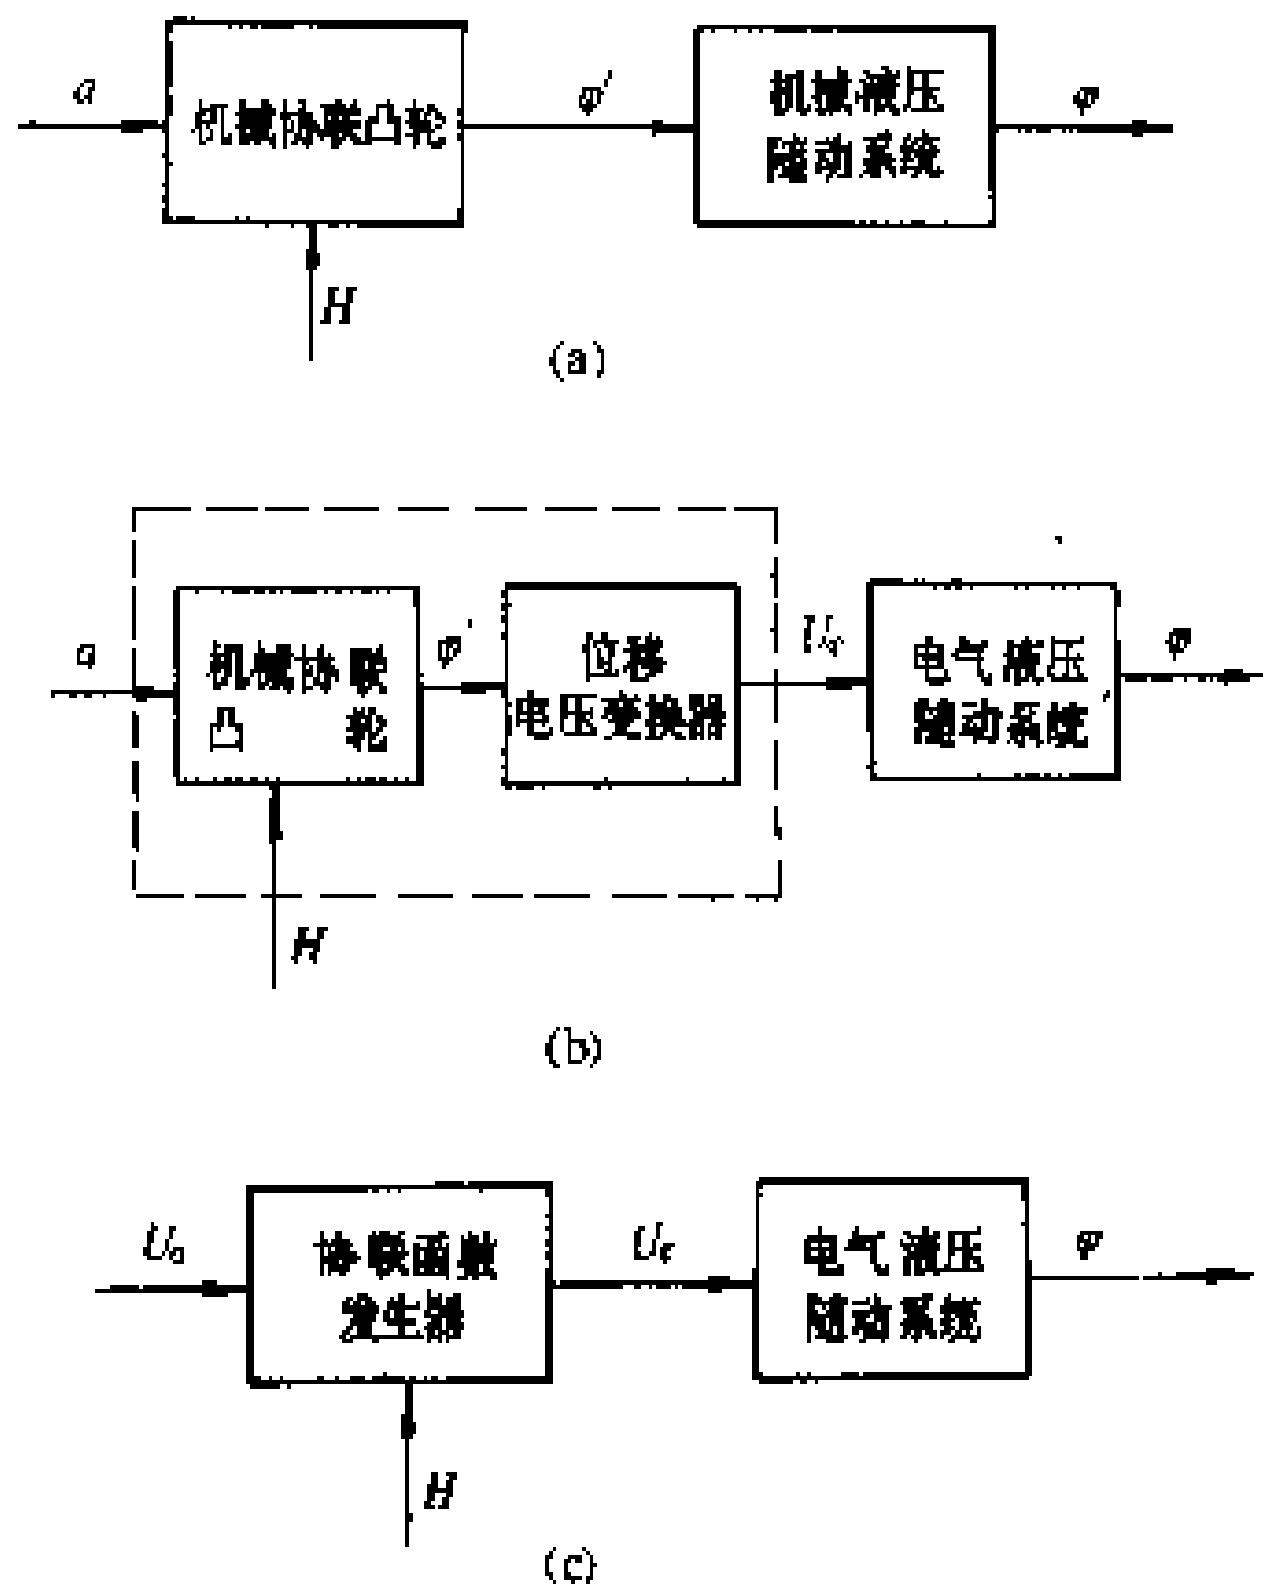 a
机械协联凸轮
φ′
机械液压
随动系统
φ
H
(a)
a
机械协联
凸轮
φ′
位移
电压变换器
Uφ
电气液压
随动系统
φ
H
(b)
Ua
协联函数
发生器
电气液压
随动系统
φ
H
(c)